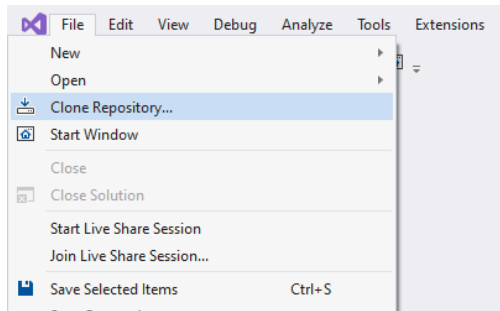 File Edit View Debug Analyze Tools Extensions
New
Open
Clone Repository...
Start Window
Close
Close Solution
Start Live Share Session
Join Live Share Session...
Save Selected Items Ctrl+S